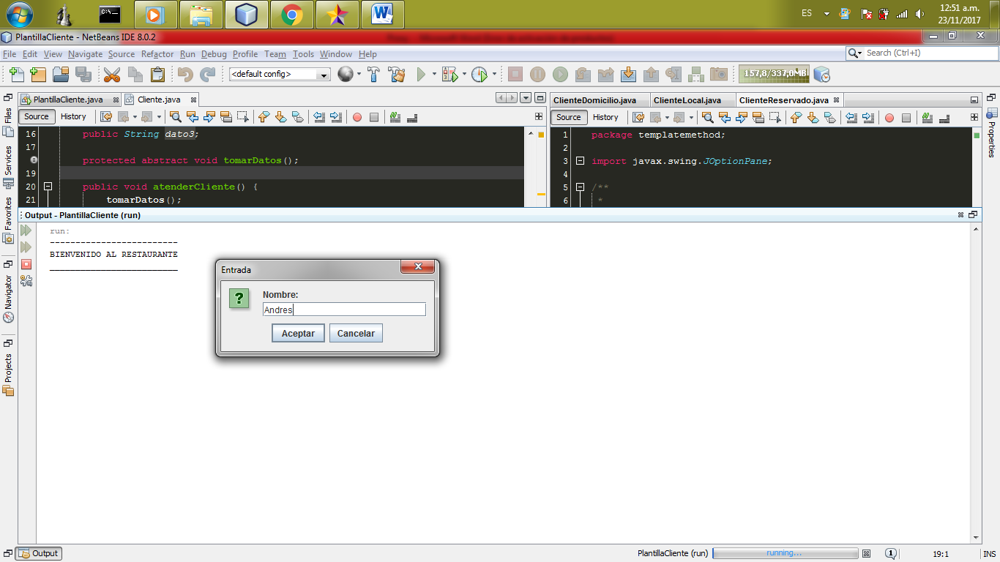 ES
12:51 a.m.
23/11/2017
PlantillaCliente - NetBeans IDE 8.0.2
File Edit View Navigate Source Refactor Run Debug Profile Team Tools Window Help
Search (Ctrl+I)
<default config>
157,8/337,0MB
PlantillaCliente.java
Cliente.java
ClienteDomicilio.java
ClienteLocal.java
ClienteReservado.java
Source
History
Source
History
Files
Services
Favorites
Navigator
Projects
Properties
16 public String dato3;
17
protected abstract void tomarDatos();
19
20 public void atenderCliente() {
21 tomarDatos();
1 package templatemethod;
2
3 import javax.swing.JOptionPane;
4
5 /**
6 *
Output - PlantillaCliente (run)
run:
-------------------------
BIENVENIDO AL RESTAURANTE
_________________________
Entrada
Nombre:
Andres
Aceptar
Cancelar
Output
PlantillaCliente (run)
running...
1
19:1
INS